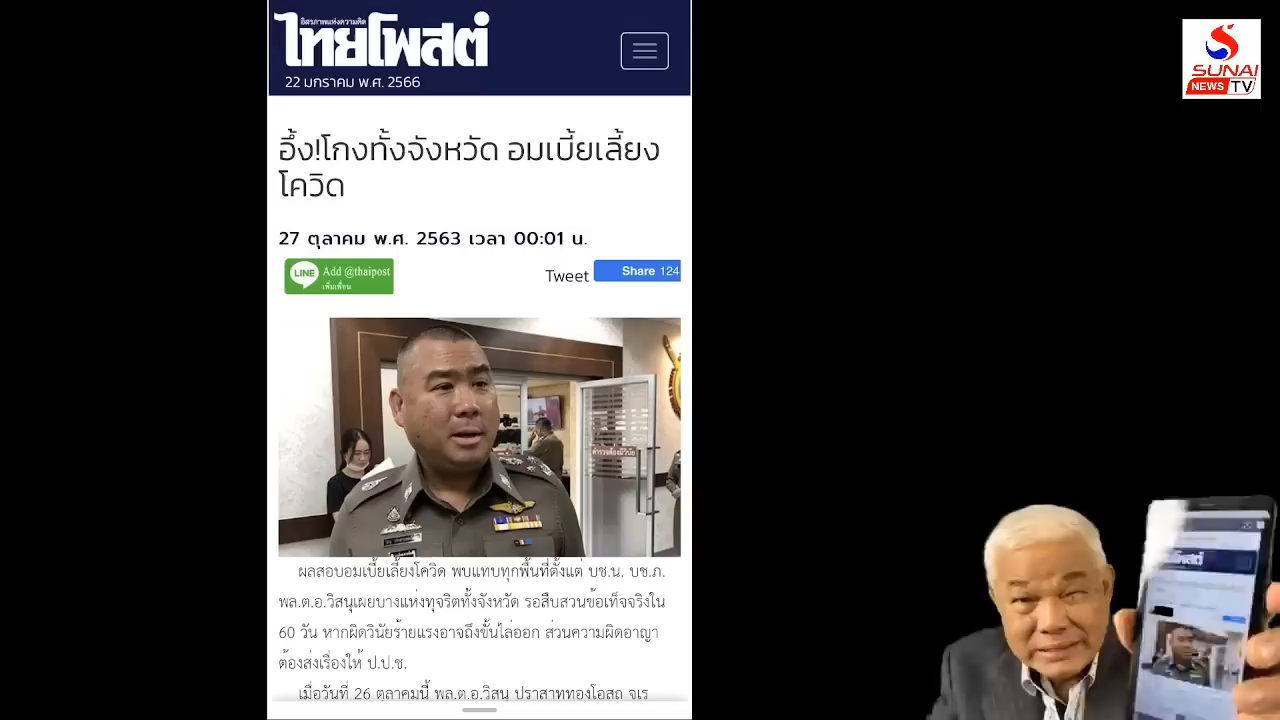 อิสรภาพแห่งความคิด
ไทยโพสต์
22 มกราคม พ.ศ. 2566
SUNAI
NEWS TV
อึ้ง!โกงทั้งจังหวัด อมเบี้ยเลี้ยง
โควิด
27 ตุลาคม พ.ศ. 2563 เวลา 00:01 น.
LINE Add @thaipost
เพิ่มเพื่อน
Tweet Share 124
ผลสอบอมเบี้ยเลี้ยงโควิด พบแทบทุกพื้นที่ตั้งแต่ บช.น. บช.ภ.
พล.ต.อ.วิสนุเผยบางแห่งทุจริตทั้งจังหวัด รอสืบสวนข้อเท็จจริงใน
60 วัน หากผิดวินัยร้ายแรงอาจถึงขั้นไล่ออก ส่วนความผิดอาญา
ต้องส่งเรื่องให้ ป.ป.ช.
เมื่อวันที่ 26 ตุลาคมนี้ พล.ต.อ.วิสนุ ปราสาททองโอสถ จเร